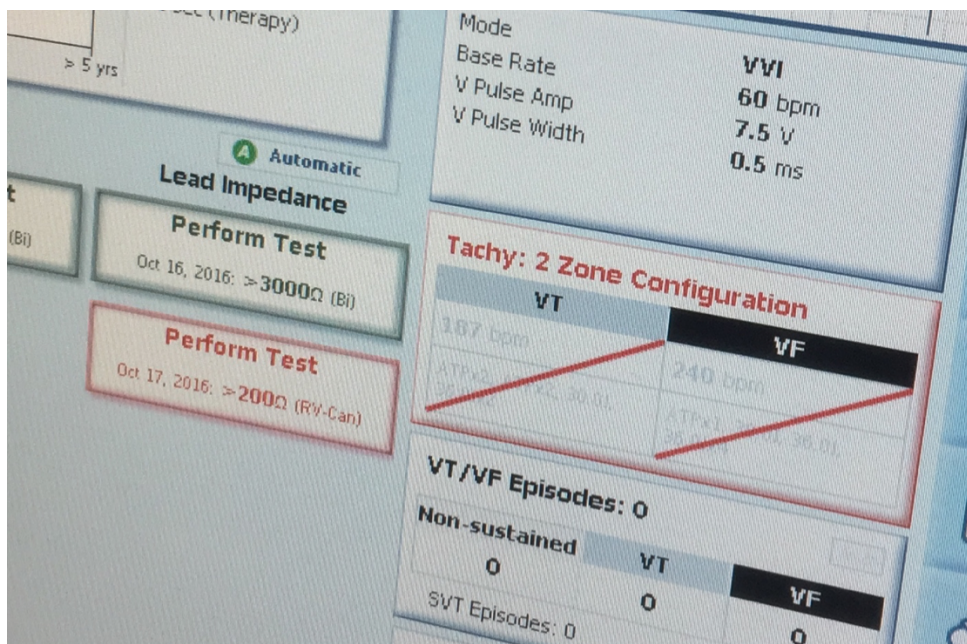 (Therapy)
> 5 yrs
Mode
VVI
Base Rate
60 bpm
V Pulse Amp
7.5 V
V Pulse Width
0.5 ms
A Automatic
Lead Impedance
(Bi)
Perform Test
Oct 16, 2016: >3000Ω (Bi)
Perform Test
Oct 17, 2016: >200Ω (RV-Can)
Tachy: 2 Zone Configuration
VT
VF
187 bpm
240 bpm
VT/VF Episodes: 0
Non-sustained
VT
VF
0
0
0
SVT Episodes: 0